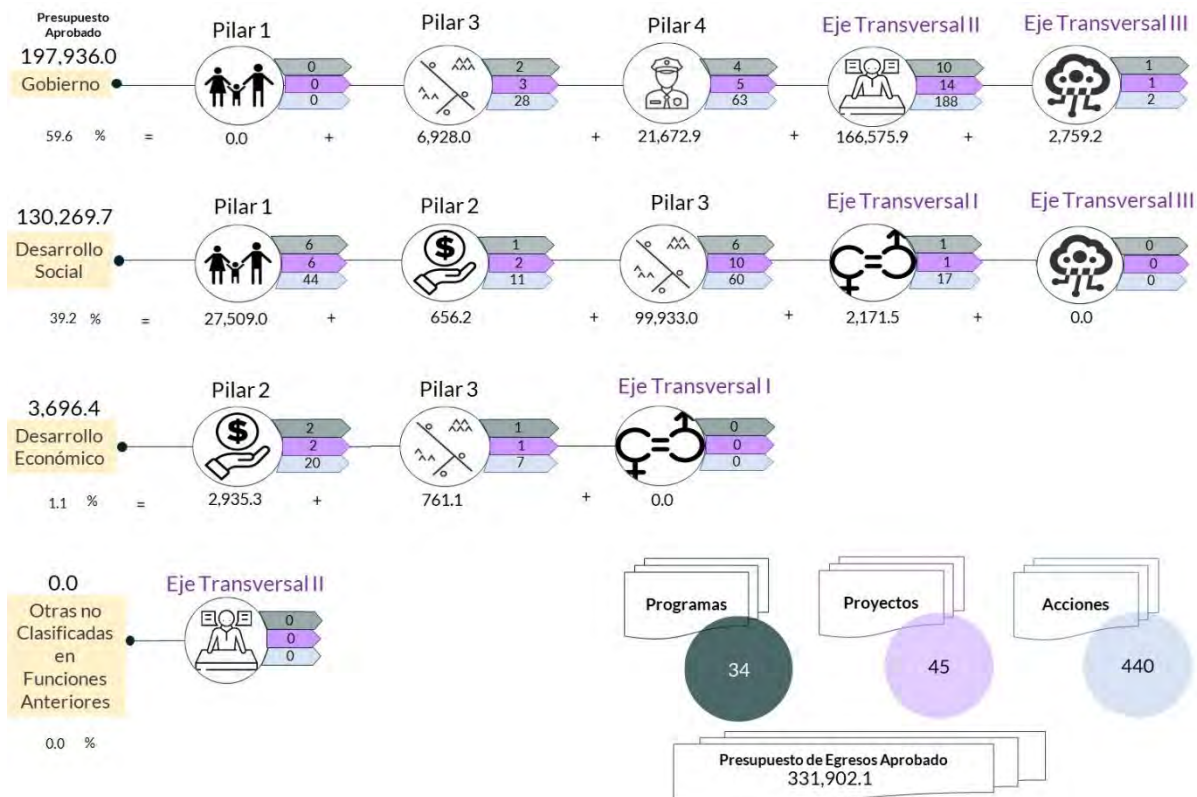 Presupuesto
Aprobado
197,936.0
Gobierno
59.6 %
=
Pilar 1
0
0
0
0.0
+
Pilar 3
2
3
28
6,928.0
+
Pilar 4
4
5
63
21,672.9
+
Eje Transversal II
10
14
188
166,575.9
+
Eje Transversal III
1
1
2
2,759.2
130,269.7
Desarrollo
Social
39.2 %
=
Pilar 1
6
6
44
27,509.0
+
Pilar 2
$
1
2
11
656.2
+
Pilar 3
6
10
60
99,933.0
+
Eje Transversal I
1
1
17
2,171.5
+
Eje Transversal III
0
0
0
0.0
3,696.4
Desarrollo
Económico
1.1 %
=
Pilar 2
$
2
2
20
2,935.3
+
Pilar 3
1
1
7
761.1
+
Eje Transversal I
0
0
0
0.0
0.0
Otras no
Clasificadas
en
Funciones
Anteriores
0.0 %
Eje Transversal II
0
0
0
Programas
34
Proyectos
45
Acciones
440
Presupuesto de Egresos Aprobado
331,902.1